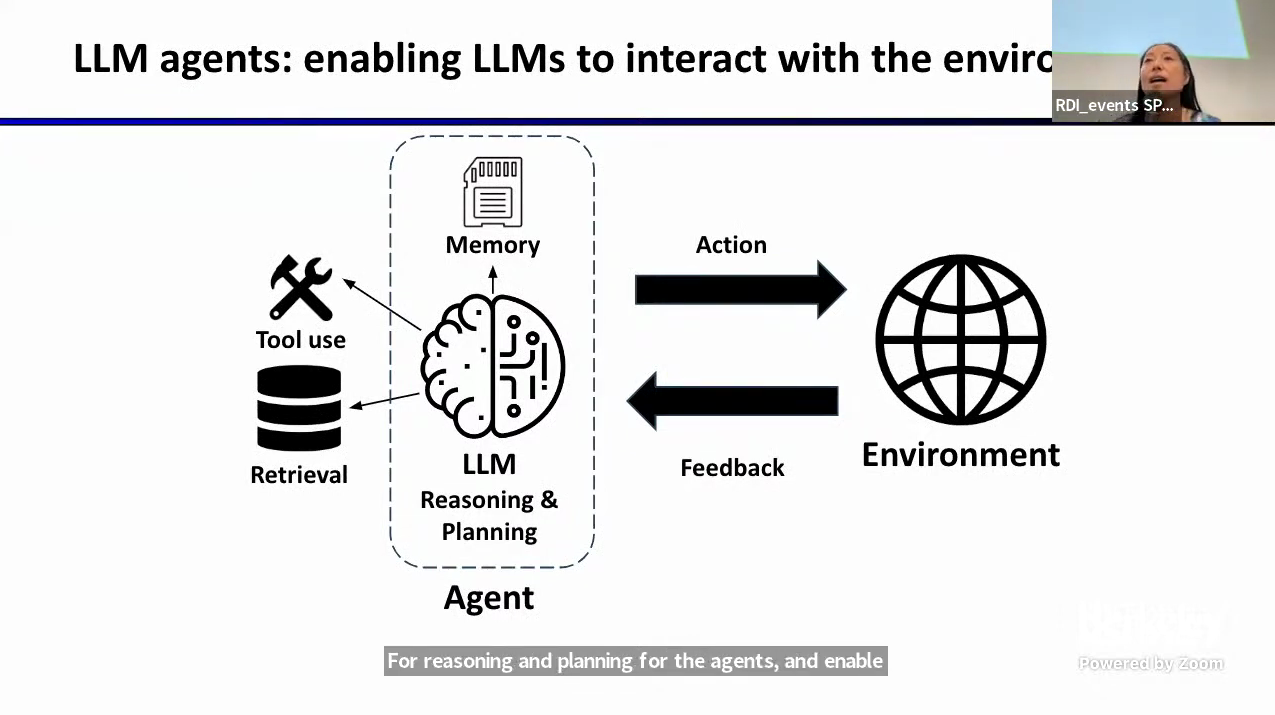 LLM agents: enabling LLMs to interact with the enviro
RDI_events SP...
Memory
Action
Tool use
Retrieval
LLM
Reasoning &
Planning
Feedback
Environment
Agent
For reasoning and planning for the agents, and enable
Powered by Zoom